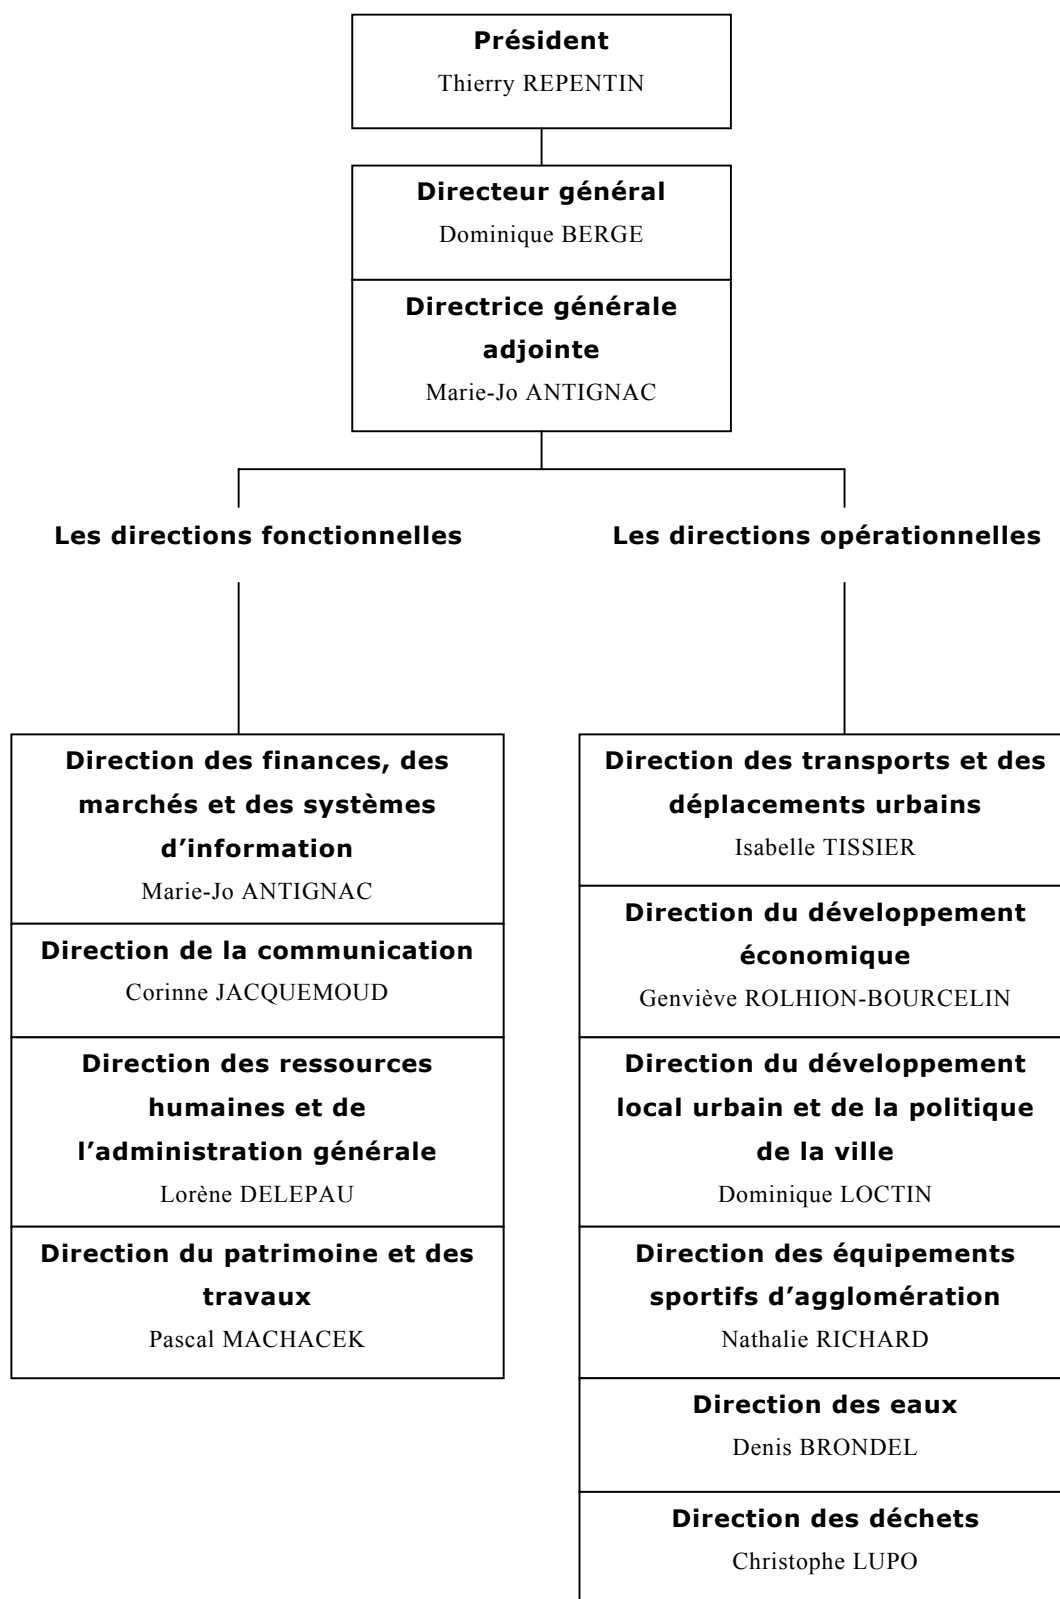 Président
Thierry REPENTIN
Directeur général
Dominique BERGE
Directrice générale
adjointe
Marie-Jo ANTIGNAC
Les directions fonctionnelles
Les directions opérationnelles
Direction des finances, des
marchés et des systèmes
d’information
Marie-Jo ANTIGNAC
Direction de la communication
Corinne JACQUEMOUD
Direction des ressources
humaines et de
l’administration générale
Lorène DELEPAU
Direction du patrimoine et des
travaux
Pascal MACHACEK
Direction des transports et des
déplacements urbains
Isabelle TISSIER
Direction du développement
économique
Genviève ROLHION-BOURCELIN
Direction du développement
local urbain et de la politique
de la ville
Dominique LOCTIN
Direction des équipements
sportifs d’agglomération
Nathalie RICHARD
Direction des eaux
Denis BRONDEL
Direction des déchets
Christophe LUPO